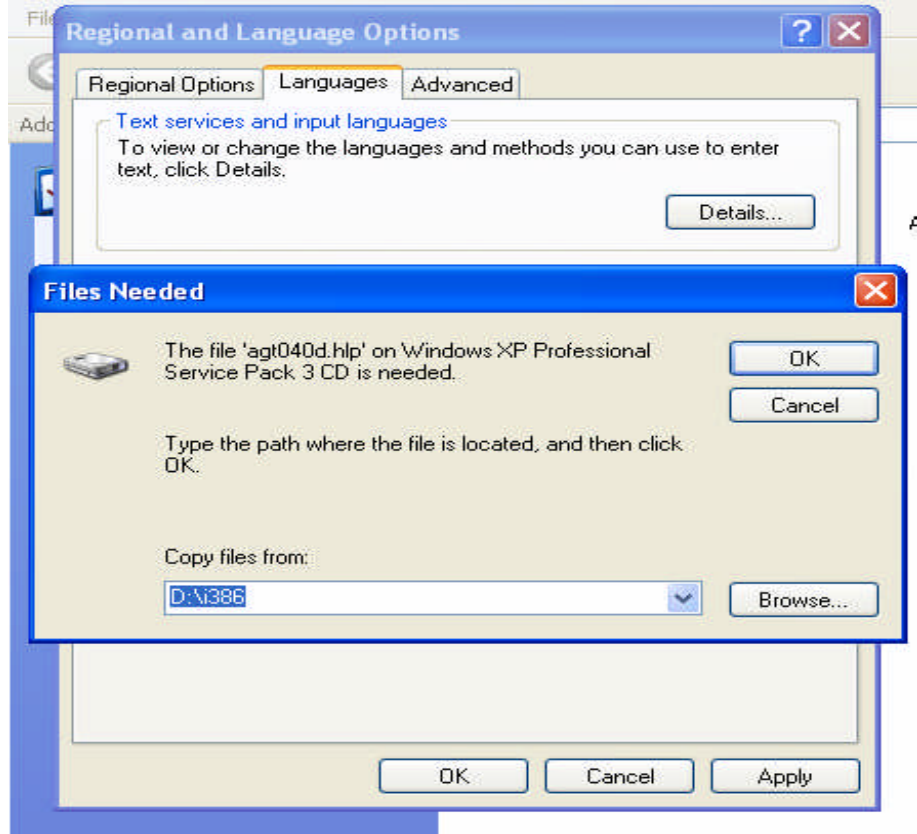 File
Regional and Language Options
Regional Options Languages Advanced
Add
Text services and input languages
To view or change the languages and methods you can use to enter
text, click Details.
Details...
A
Files Needed
The file 'agt040d.hlp' on Windows XP Professional
Service Pack 3 CD is needed.
OK
Cancel
Type the path where the file is located, and then click
OK.
Copy files from:
D:\i386
Browse...
OK Cancel Apply